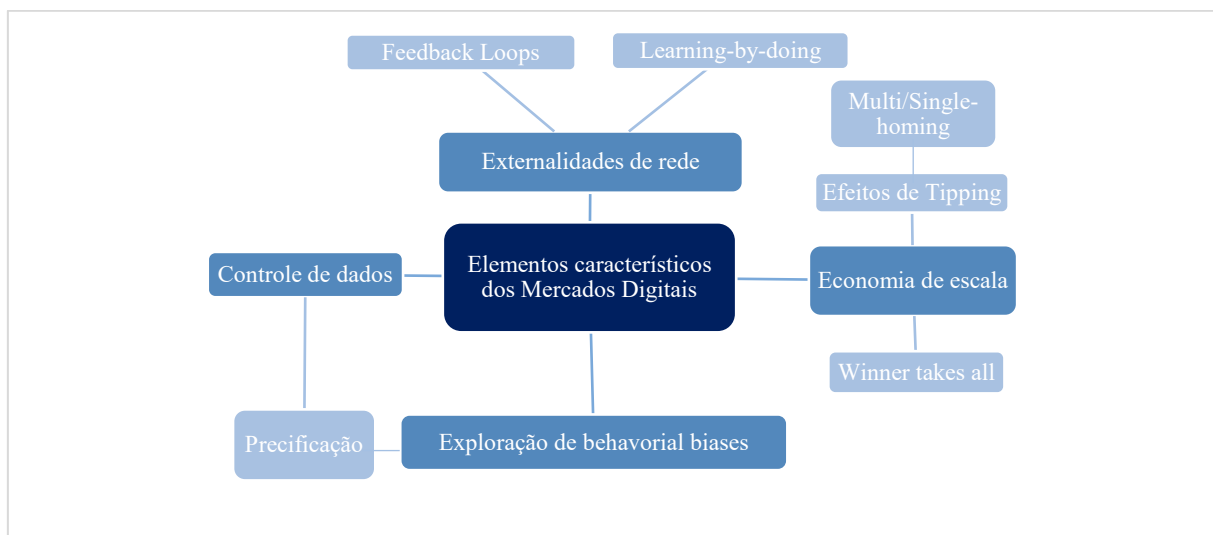 Feedback Loops
Learning-by-doing
Multi/Single-
homing
Externalidades de rede
Efeitos de Tipping
Controle de dados
Elementos característicos
dos Mercados Digitais
Economia de escala
Winner takes all
Precificação
Exploração de behavorial biases